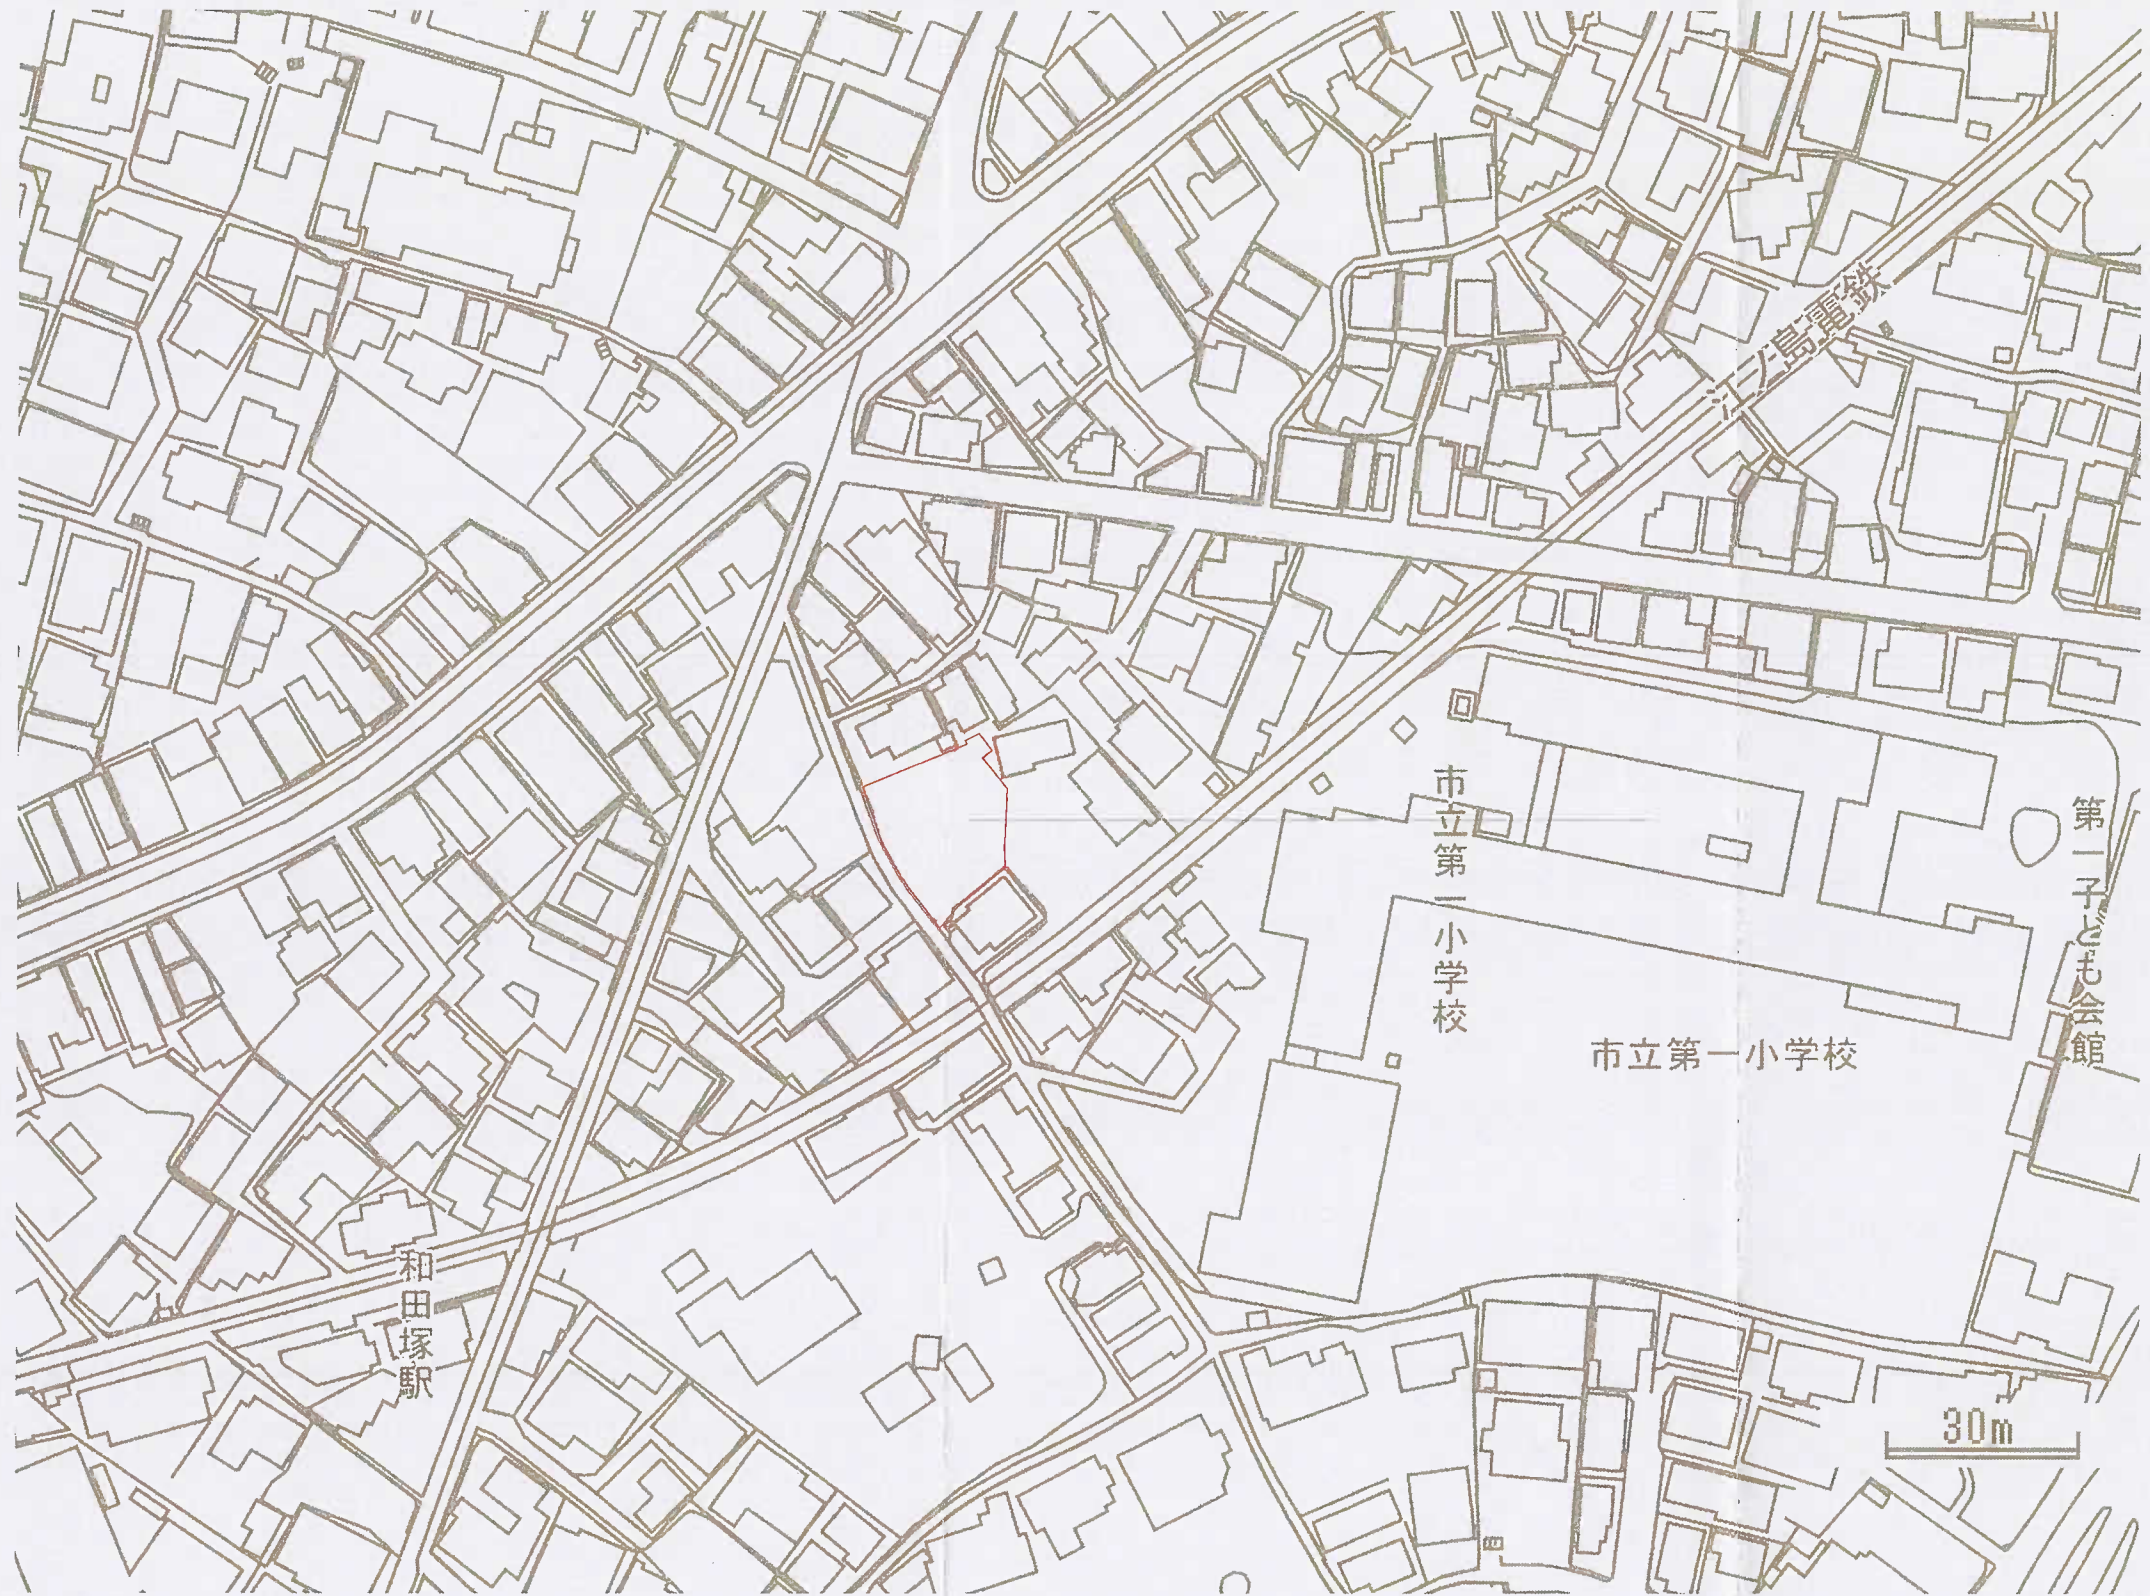 江ノ島電鉄
市立第一小学校
第一子ども会館
市立第一小学校
和田塚駅
30m